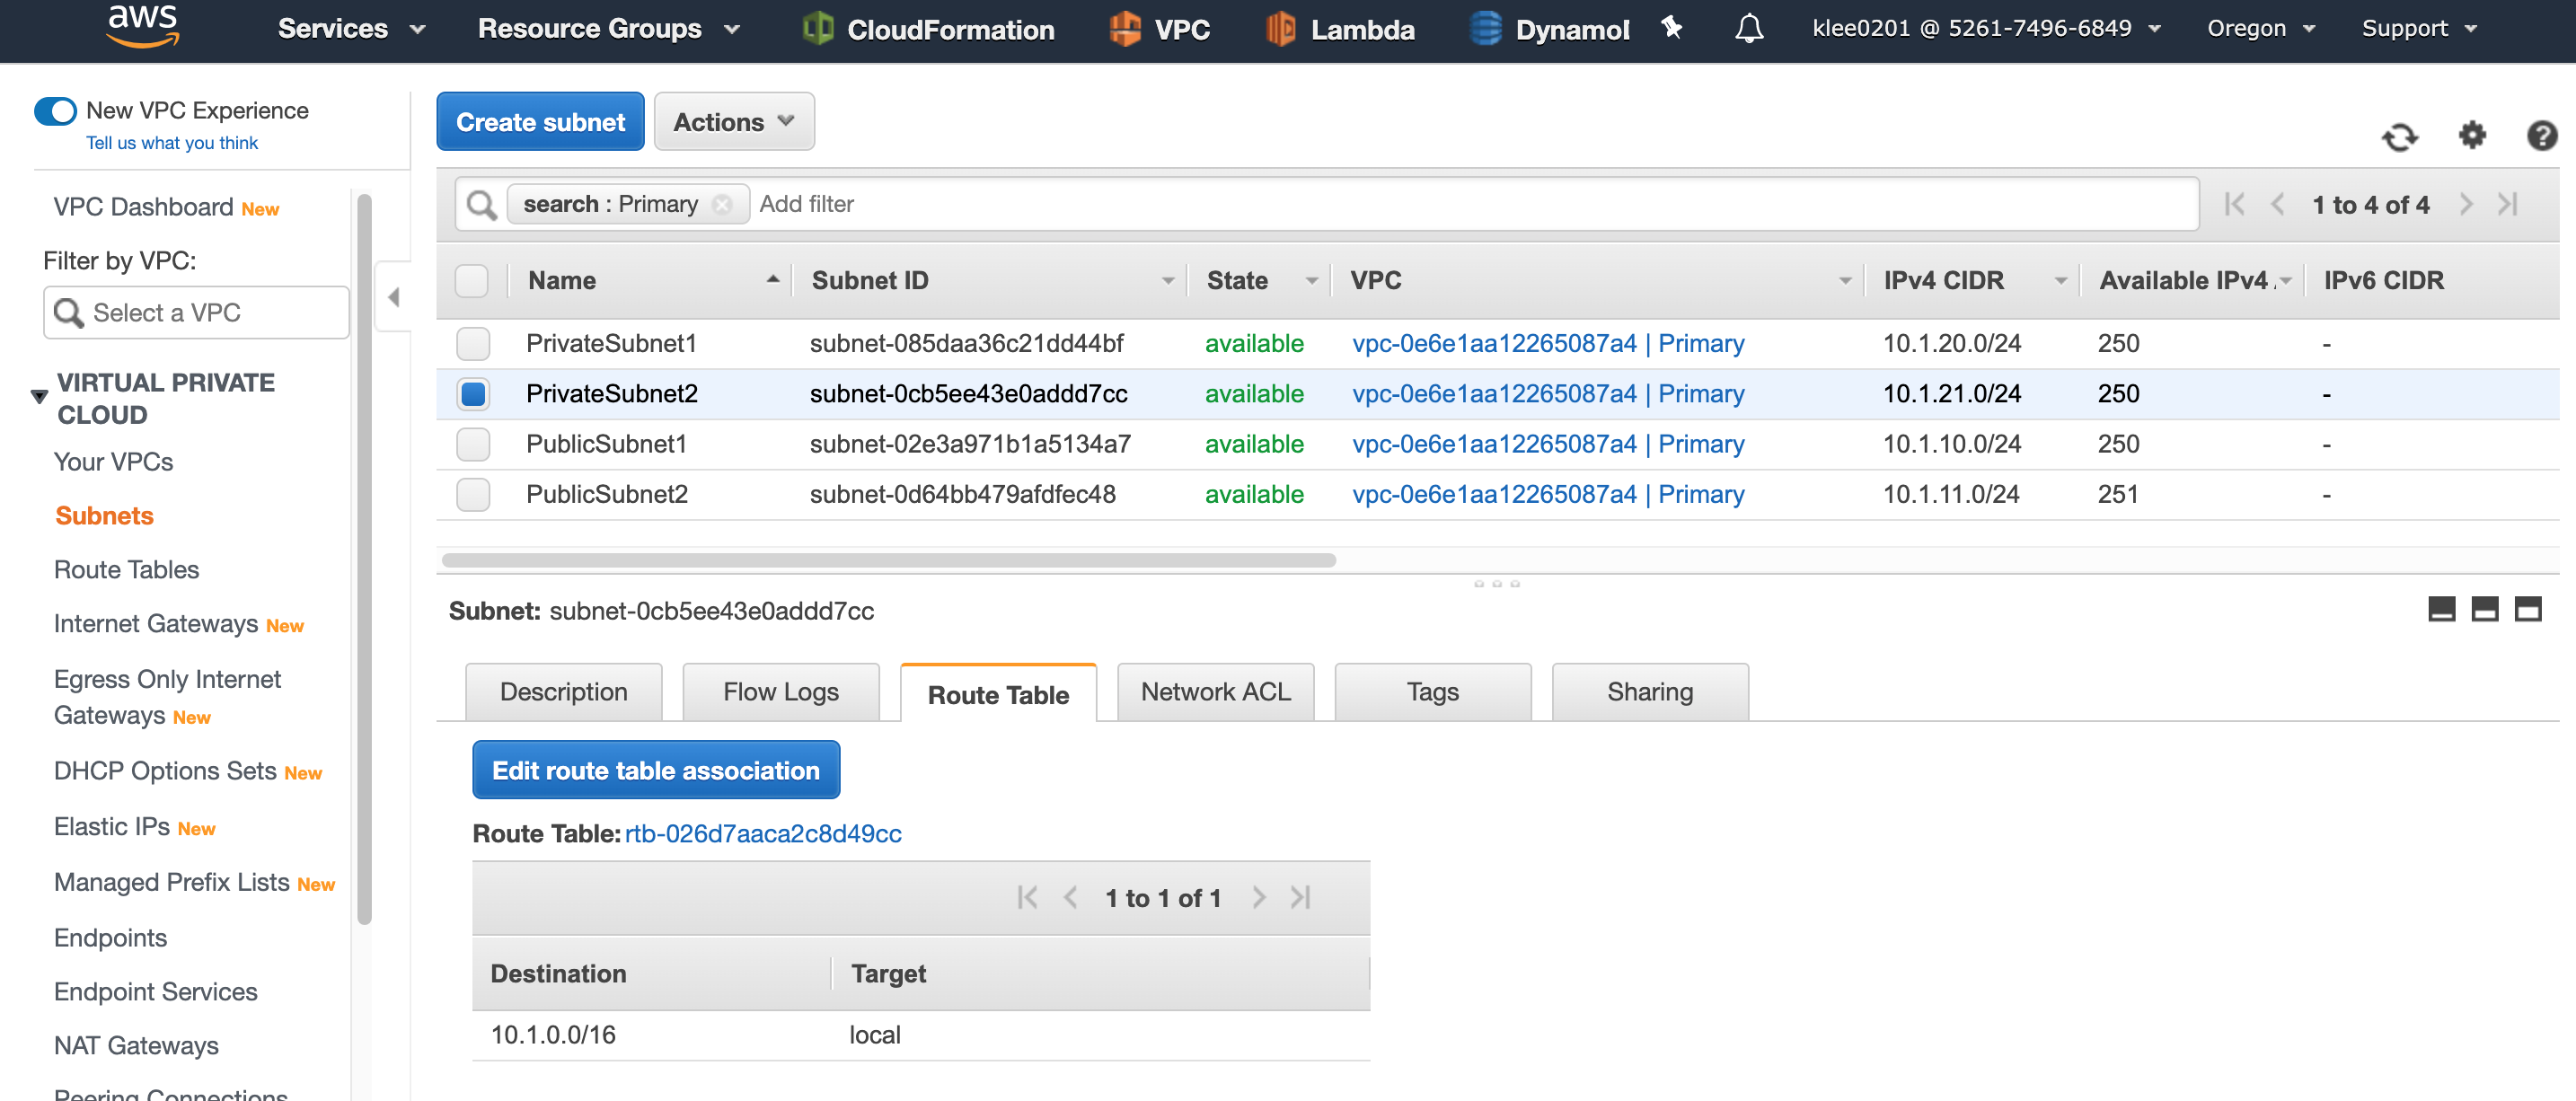 aws Services Resource Groups CloudFormation VPC Lambda Dynamol klee0201 @ 5261-7496-6849 Oregon Support
New VPC Experience
Tell us what you think
VPC Dashboard New
Filter by VPC:
Select a VPC
VIRTUAL PRIVATE
CLOUD
Your VPCs
Subnets
Route Tables
Internet Gateways New
Egress Only Internet
Gateways New
DHCP Options Sets New
Elastic IPs New
Managed Prefix Lists New
Endpoints
Endpoint Services
NAT Gateways
Peering Connections
Create subnet Actions
search : Primary Add filter 1 to 4 of 4
Name Subnet ID State VPC IPv4 CIDR Available IPv4 IPv6 CIDR
PrivateSubnet1 subnet-085daa36c21dd44bf available vpc-0e6e1aa12265087a4 | Primary 10.1.20.0/24 250 -
PrivateSubnet2 subnet-0cb5ee43e0addd7cc available vpc-0e6e1aa12265087a4 | Primary 10.1.21.0/24 250 -
PublicSubnet1 subnet-02e3a971b1a5134a7 available vpc-0e6e1aa12265087a4 | Primary 10.1.10.0/24 250 -
PublicSubnet2 subnet-0d64bb479afdfec48 available vpc-0e6e1aa12265087a4 | Primary 10.1.11.0/24 251 -
Subnet: subnet-0cb5ee43e0addd7cc
Description Flow Logs Route Table Network ACL Tags Sharing
Edit route table association
Route Table: rtb-026d7aaca2c8d49cc
1 to 1 of 1
Destination Target
10.1.0.0/16 local